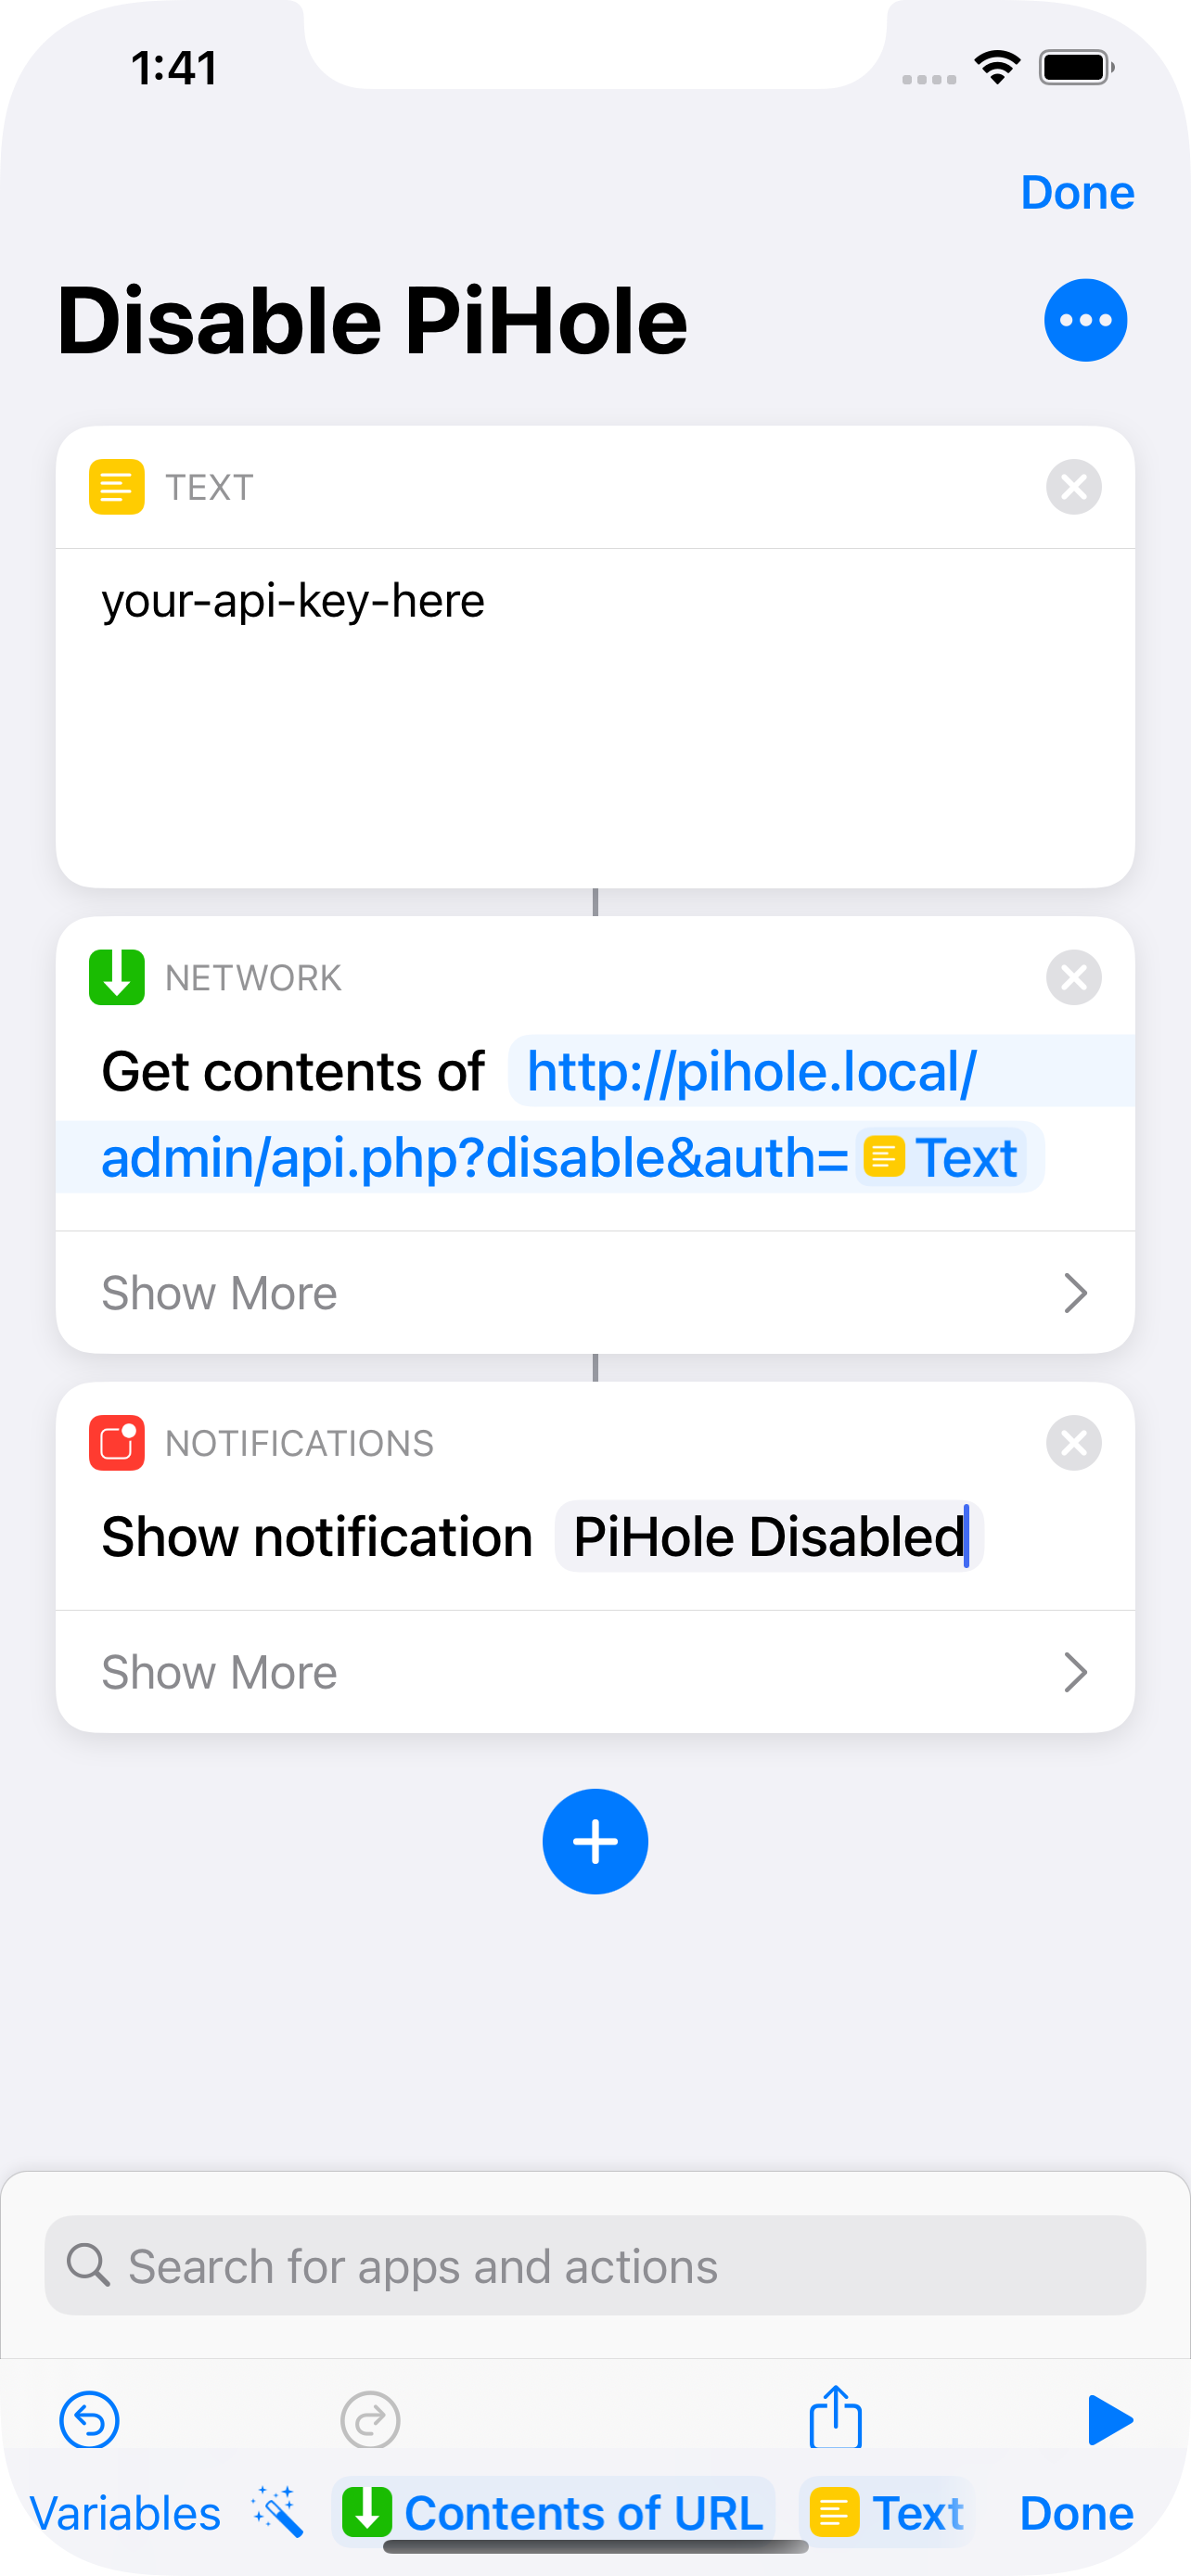 1:41
Done
Disable PiHole
TEXT
your-api-key-here
NETWORK
Get contents of http://pihole.local/
admin/api.php?disable&auth= Text
Show More
NOTIFICATIONS
Show notification PiHole Disabled
Show More
Search for apps and actions
Variables Contents of URL Text Done